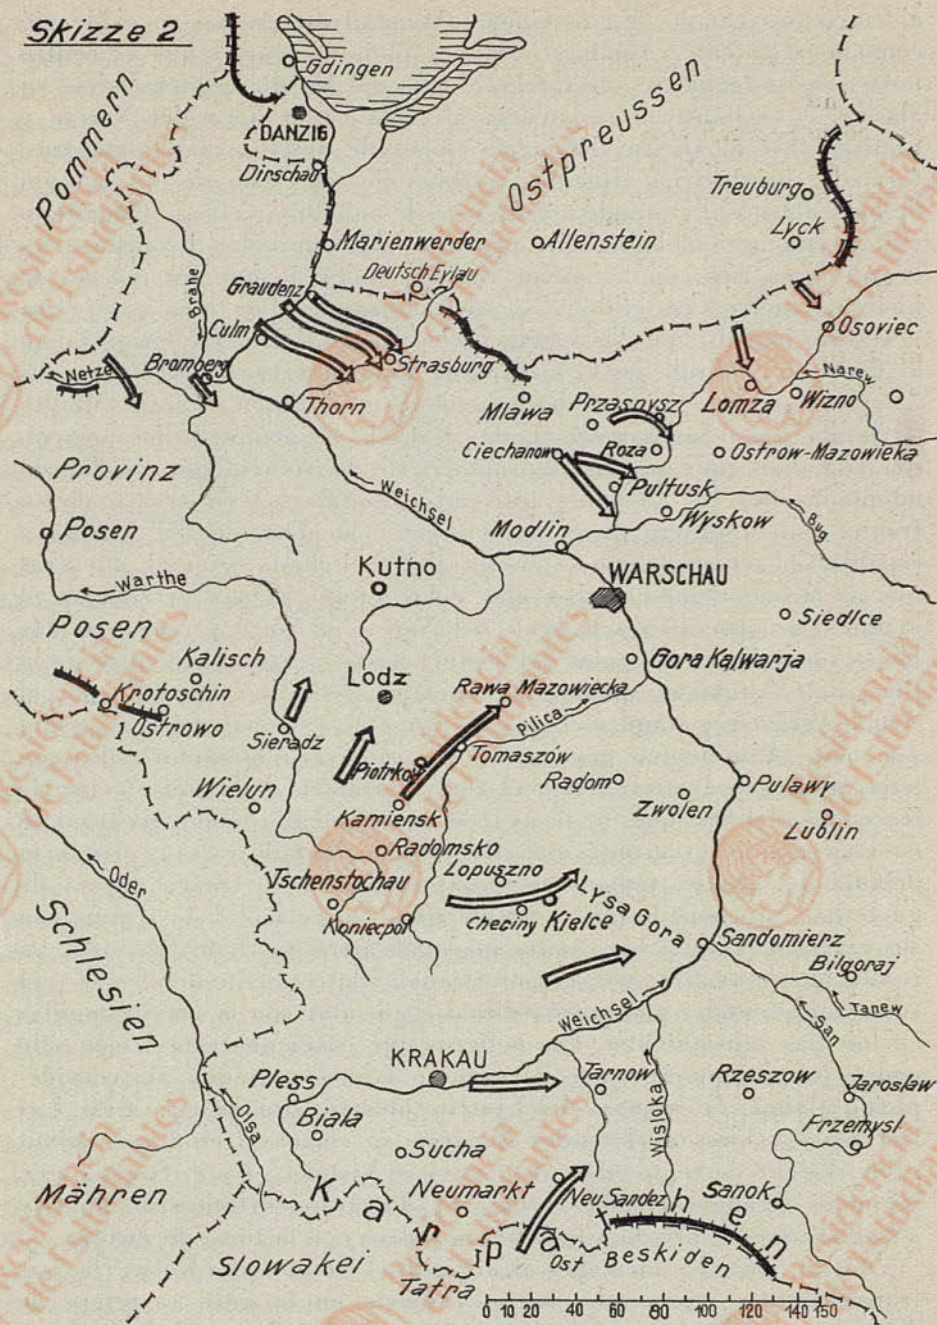 Skizze 2
Gdingen
DANZIG
Pommern
Ostpreussen
Dirschau
Treuburg
Lyck
Marienwerder
Allenstein
Deutsch Eylau
Graudenz
Brahe
Culm
Osoviec
Strasburg
Netze
Bromberg
Narew
Thorn
Mlawa
Przasnysz
Lomza
Wizno
Ciechanow
Roza
Ostrow-Mazowieka
Provinz
Pultusk
Weichsel
Wyskow
Posen
Modlin
Bug
Kutno
WARSCHAU
Warthe
Siedlce
Posen
Kalisch
Gora Kalwarja
Lodz
Krotoschin
Rawa Mazowiecka
Ostrowo
Pilica
Sieradz
Tomaszów
Piotrkow
Radom
Pulawy
Wielun
Zwolen
Kamiensk
Lublin
Radomsko
Oder
Lopuszno
Tschenstochau
Lysa Gora
Koniecpol
Checiny
Kielce
Schlesien
Sandomierz
Bilgoraj
Tanew
Weichsel
San
KRAKAU
Pless
Tarnow
Rzeszow
Jaroslaw
Olsa
Biala
Wisloka
Frzemysl
Sucha
Mähren
Neumarkt
Neu Sandez
Sanok
Karpathen
Slowakei
Ost Beskiden
Tatra
0 10 20 40 60 80 100 120 140 150
Residencia
de Estudiantes